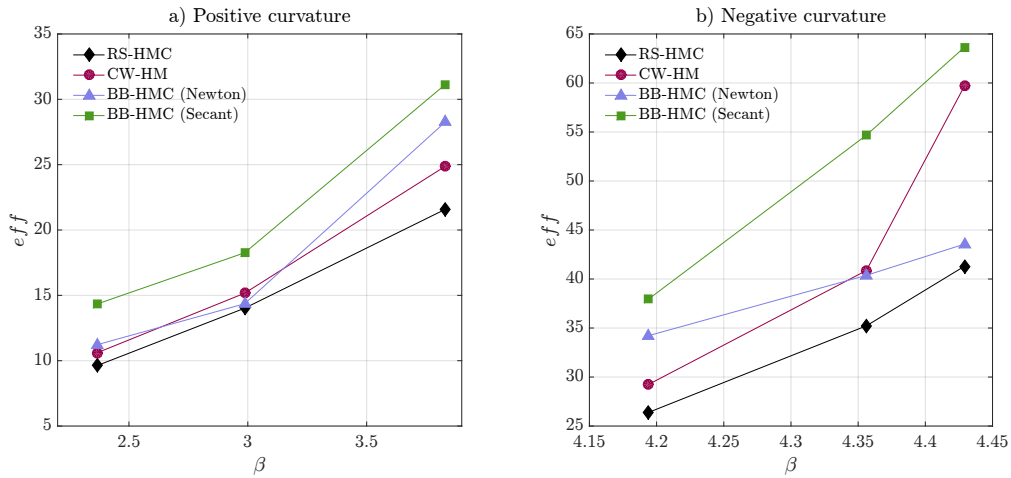 a) Positive curvature
35
30
25
20
15
10
5
eff
RS-HMC
CW-HM
BB-HMC (Newton)
BB-HMC (Secant)
2.5
3
3.5
β
b) Negative curvature
65
60
55
50
45
40
35
30
25
eff
RS-HMC
CW-HM
BB-HMC (Newton)
BB-HMC (Secant)
4.15
4.2
4.25
4.3
4.35
4.4
4.45
β